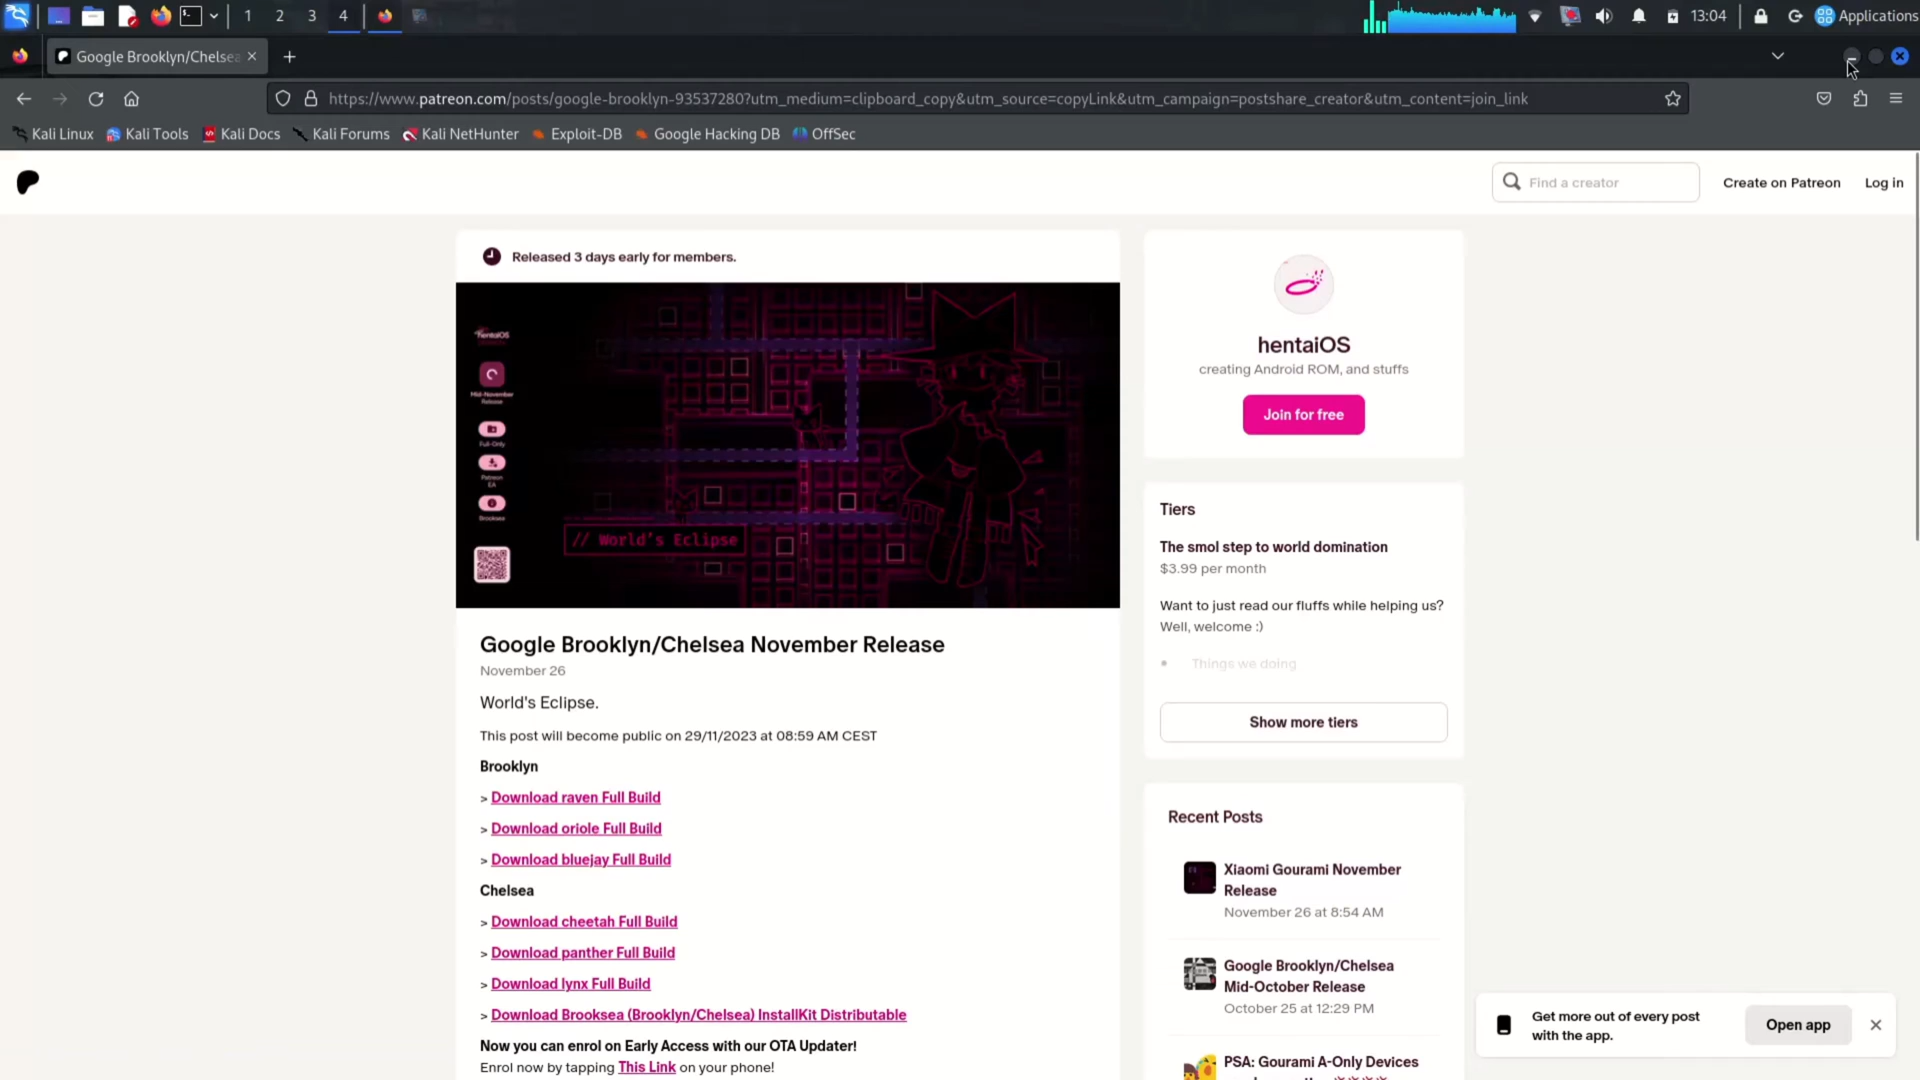 1 2 3 4
13:04
Applications
Google Brooklyn/Chelsea
https://www.patreon.com/posts/google-brooklyn-93537280?utm_medium=clipboard_copy&utm_source=copyLink&utm_campaign=postshare_creator&utm_content=join_link
Kali Linux Kali Tools Kali Docs Kali Forums Kali NetHunter Exploit-DB Google Hacking DB OffSec
Find a creator
Create on Patreon
Log in
Released 3 days early for members.
hentaiOS
Mid-November
Release
Full-Only
Patreon
EA
Brooksea
// World's Eclipse
Google Brooklyn/Chelsea November Release
November 26
World's Eclipse.
This post will become public on 29/11/2023 at 08:59 AM CEST
Brooklyn
> Download raven Full Build
> Download oriole Full Build
> Download bluejay Full Build
Chelsea
> Download cheetah Full Build
> Download panther Full Build
> Download lynx Full Build
> Download Brooksea (Brooklyn/Chelsea) InstallKit Distributable
Now you can enrol on Early Access with our OTA Updater!
Enrol now by tapping This Link on your phone!
hentaiOS
creating Android ROM, and stuffs
Join for free
Tiers
The smol step to world domination
$3.99 per month
Want to just read our fluffs while helping us?
Well, welcome :)
• Things we doing
Show more tiers
Recent Posts
Xiaomi Gourami November
Release
November 26 at 8:54 AM
Google Brooklyn/Chelsea
Mid-October Release
October 25 at 12:29 PM
PSA: Gourami A-Only Devices
Get more out of every post
with the app.
Open app